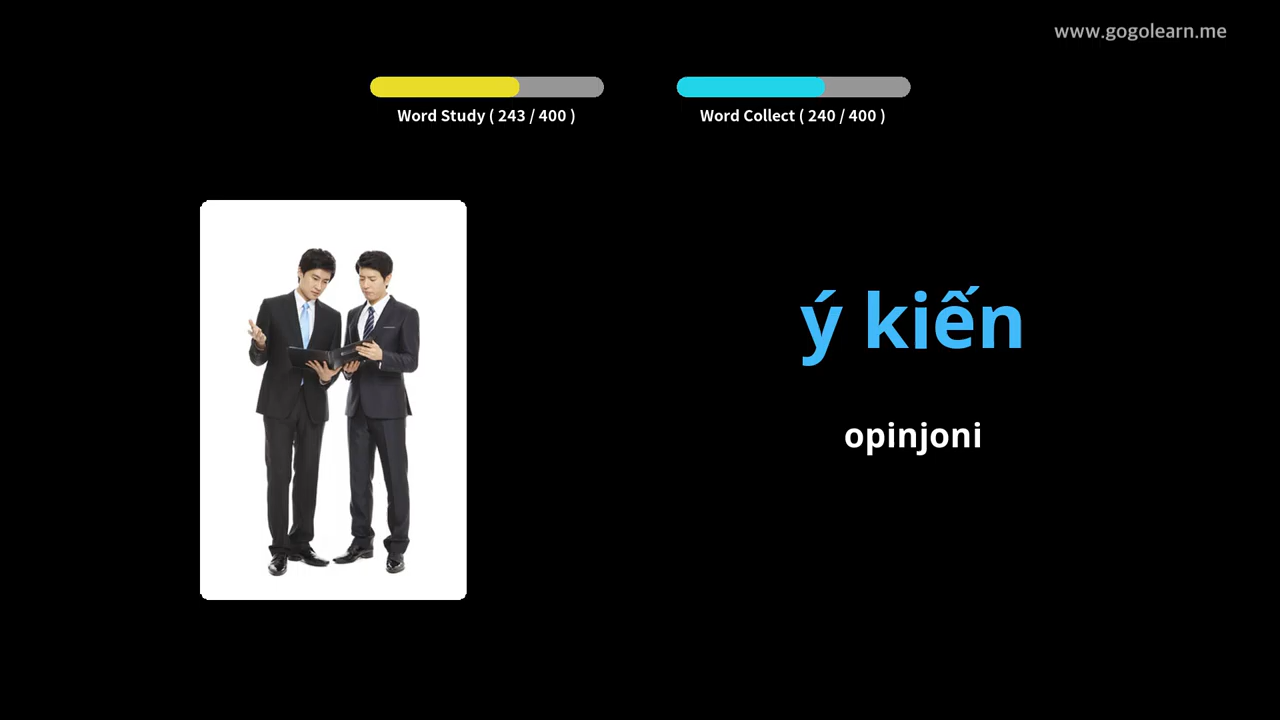 www.gogolearn.me
Word Study ( 243 / 400 )
Word Collect ( 240 / 400 )
ý kiến
opinjoni